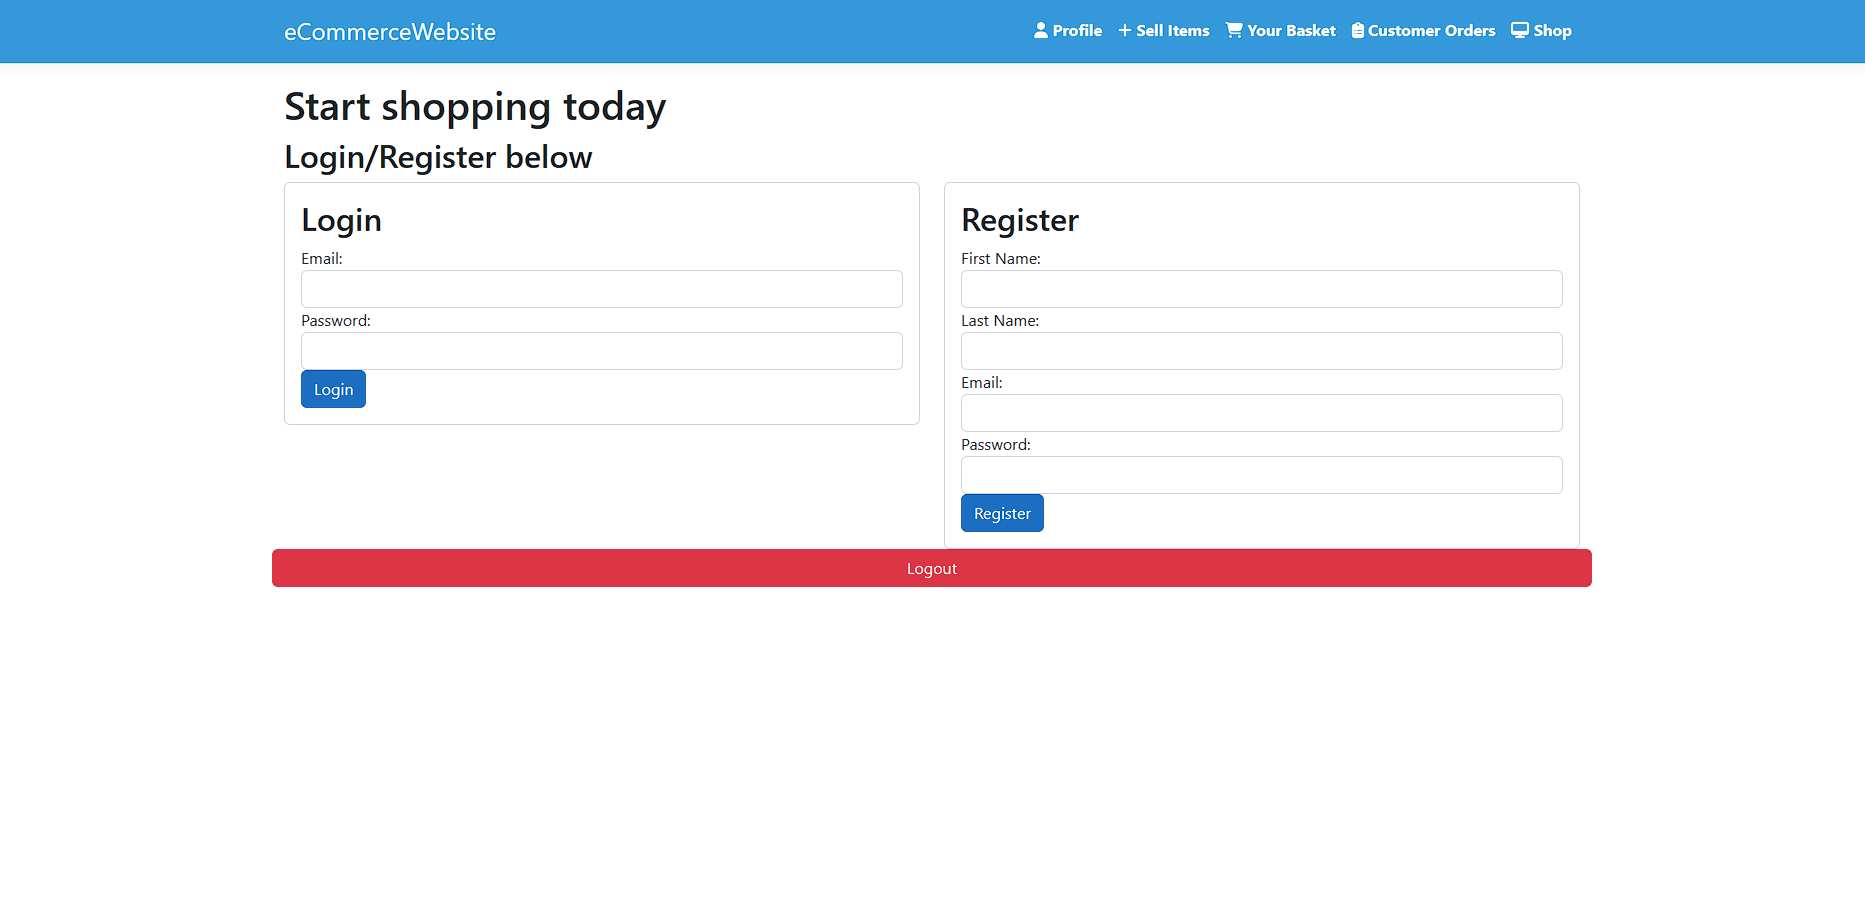 eCommerceWebsite
Profile Sell Items Your Basket Customer Orders Shop
Start shopping today
Login/Register below
Login
Email:
Password:
Login
Register
First Name:
Last Name:
Email:
Password:
Register
Logout